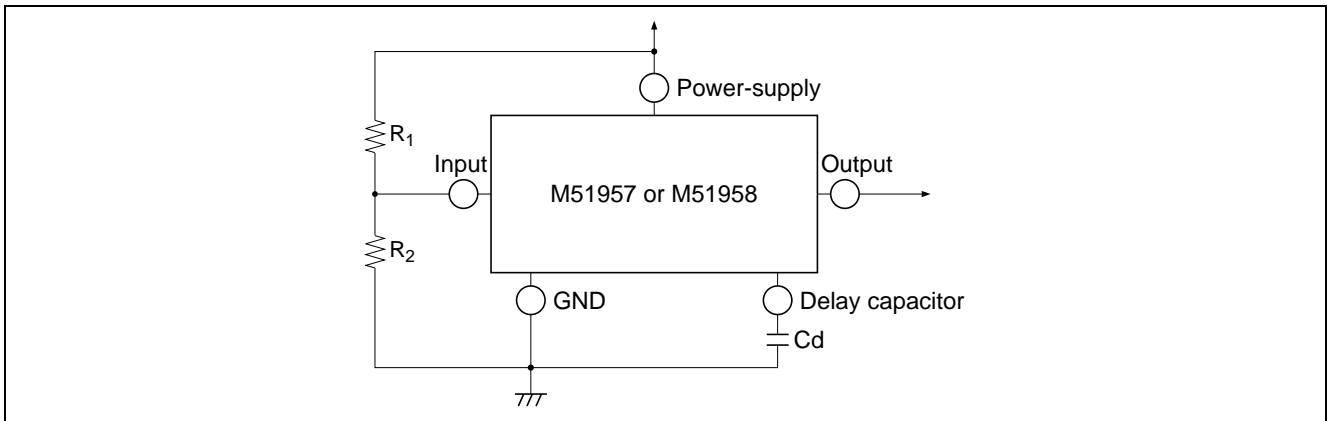 Power-supply
R1
Input
Output
M51957 or M51958
R2
GND
Delay capacitor
Cd